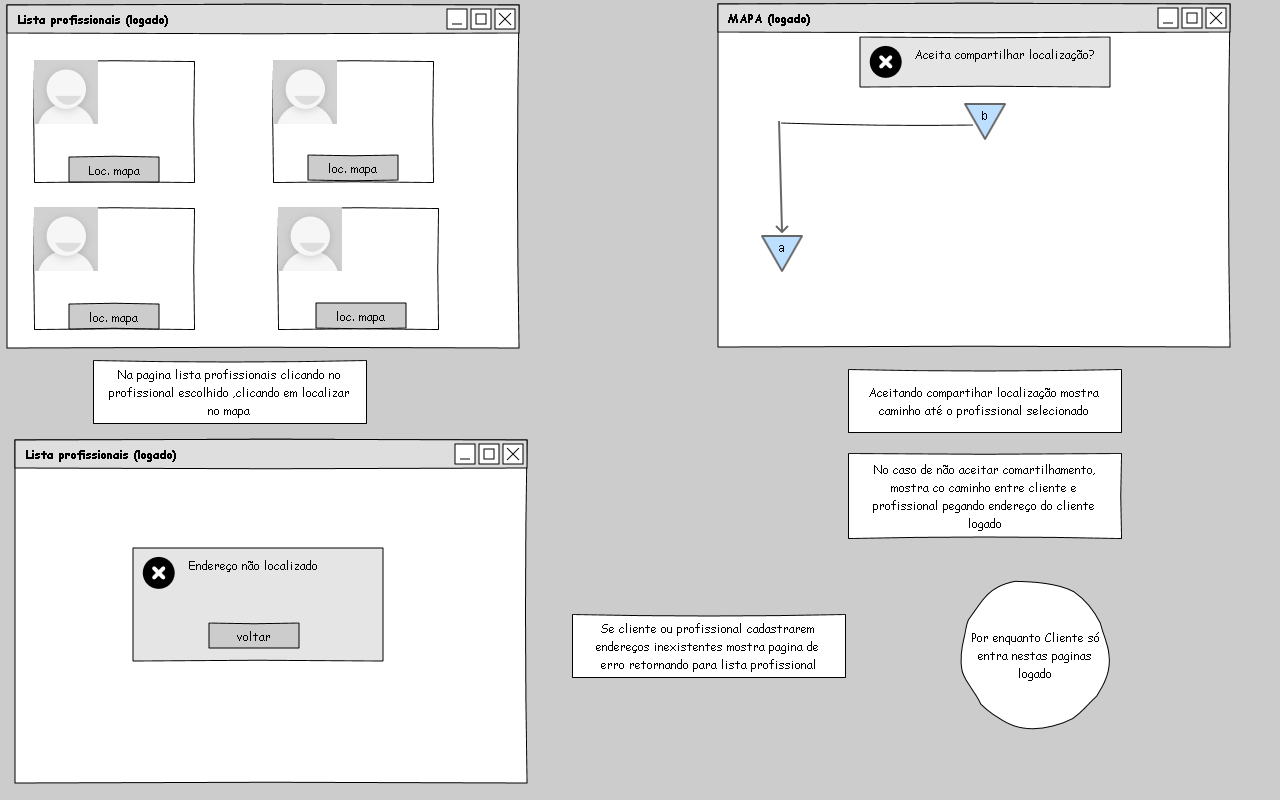 Lista profissionais (logado)
Loc. mapa
loc. mapa
loc. mapa
loc. mapa
Na pagina lista profissionais clicando no
profissional escolhido ,clicando em localizar
no mapa
MAPA (logado)
Aceita compartilhar localização?
b
a
Aceitando compartihar localização mostra
caminho até o profissional selecionado
No caso de não aceitar comartilhamento,
mostra co caminho entre cliente e
profissional pegando endereço do cliente
logado
Lista profissionais (logado)
Endereço não localizado
voltar
Se cliente ou profissional cadastrarem
endereços inexistentes mostra pagina de
erro retornando para lista profissional
Por enquanto Cliente só
entra nestas paginas
logado